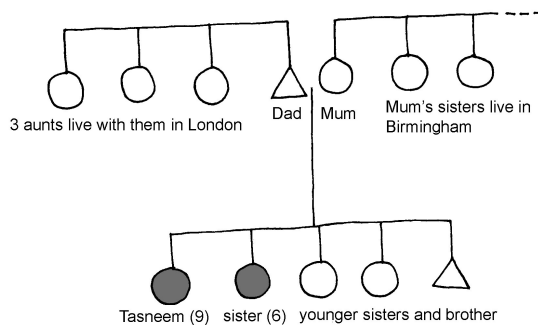 3 aunts live with them in London
Dad
Mum
Mum's sisters live in
Birmingham
Tasneem (9)
sister (6)
younger sisters and brother